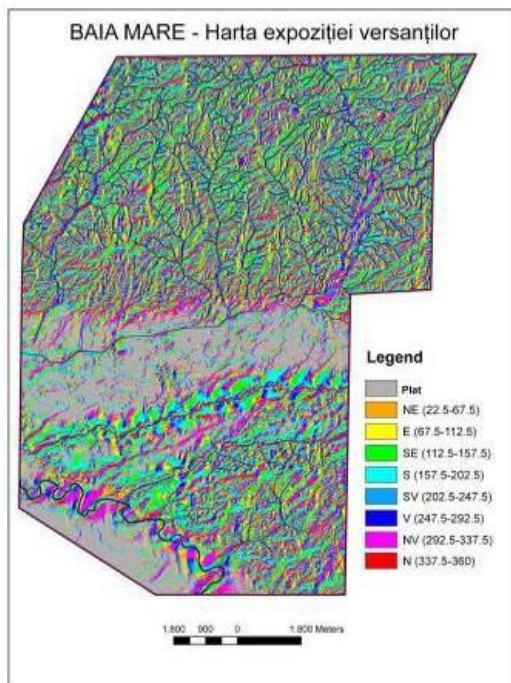 BAIA MARE - Harta expoziției versanților
Legend
Plat
NE (22.5-67.5)
E (67.5-112.5)
SE (112.5-157.5)
S (157.5-202.5)
SV (202.5-247.5)
V (247.5-292.5)
NV (292.5-337.5)
N (337.5-360)
1.800 900 0 1.800 Meters